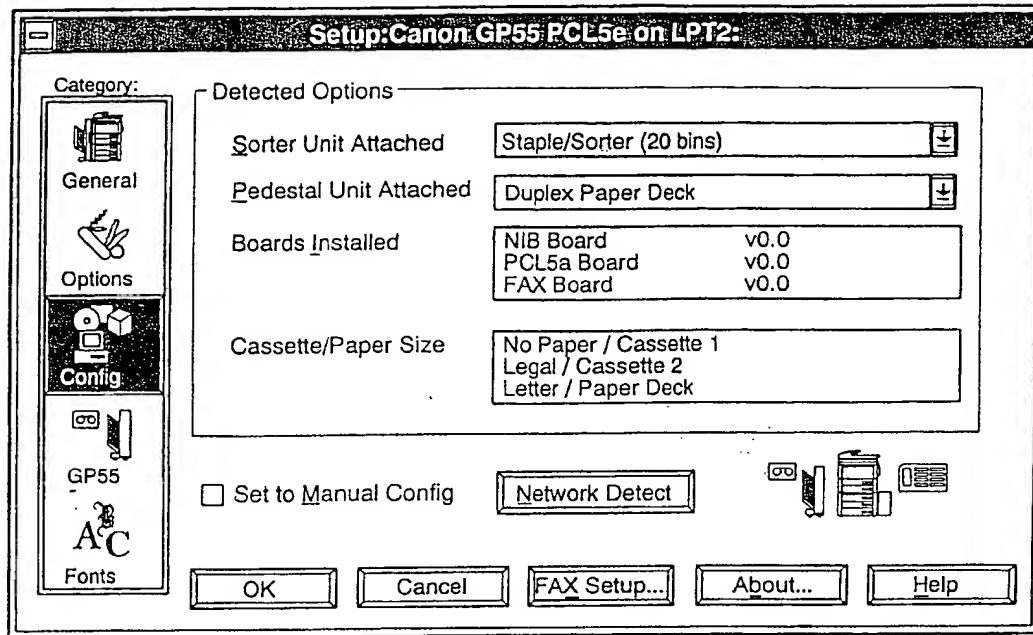 Setup:Canon GP55 PCL5e on LPT2:
Category:
General
Options
Config
GP55
AC
Fonts
Detected Options
Sorter Unit Attached Staple/Sorter (20 bins)
Pedestal Unit Attached Duplex Paper Deck
Boards Installed NIB Board v0.0
PCL5a Board v0.0
FAX Board v0.0
Cassette/Paper Size No Paper / Cassette 1
Legal / Cassette 2
Letter / Paper Deck
Set to Manual Config Network Detect
OK Cancel FAX Setup... About... Help